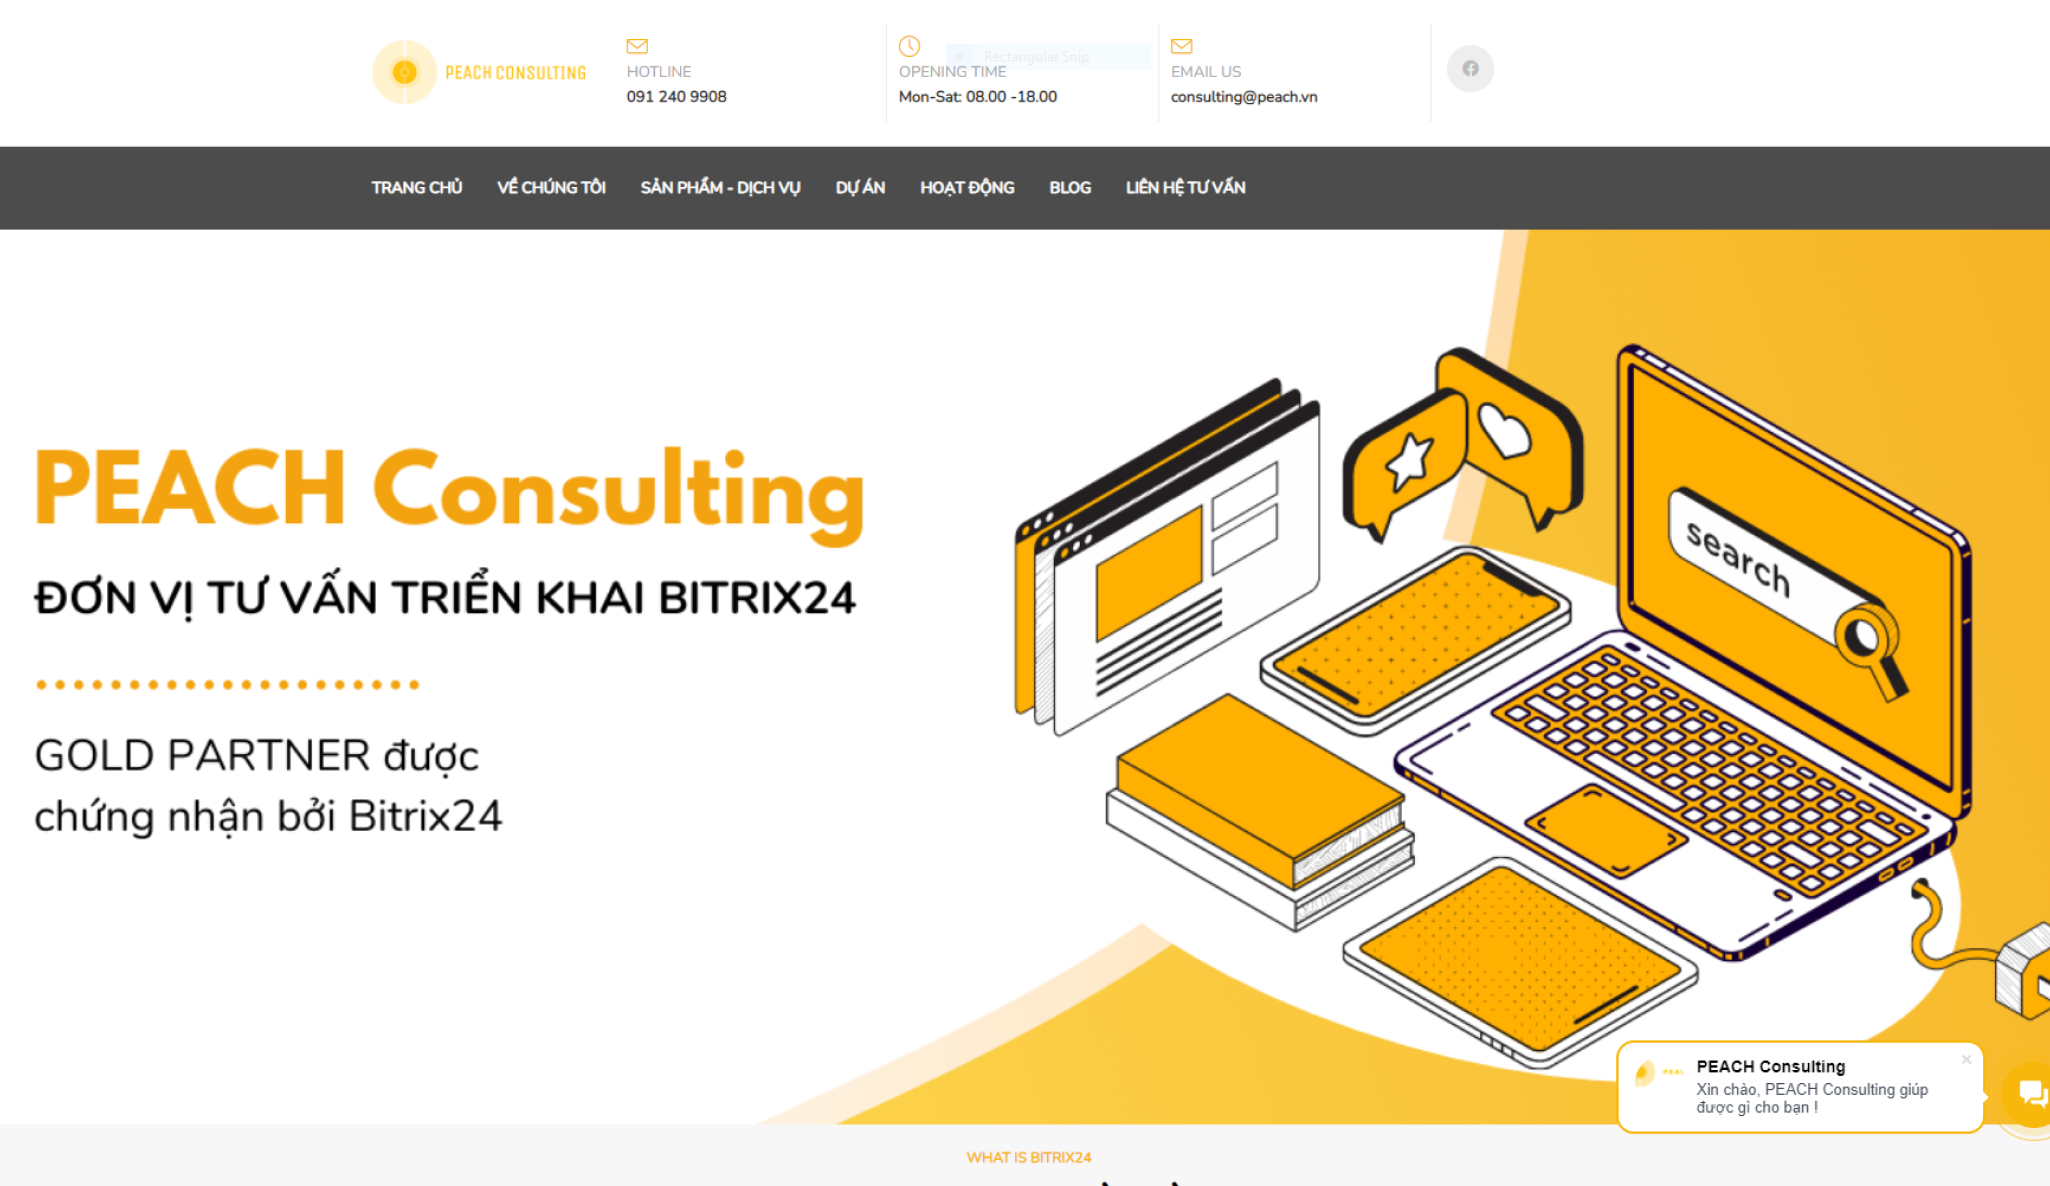 PEACH CONSULTING
HOTLINE
091 240 9908
Rectangular Snip
OPENING TIME
Mon-Sat: 08.00 -18.00
EMAIL US
consulting@peach.vn
TRANG CHỦ
VỀ CHÚNG TÔI
SẢN PHẨM - DỊCH VỤ
DỰ ÁN
HOẠT ĐỘNG
BLOG
LIÊN HỆ TƯ VẤN
PEACH Consulting
ĐƠN VỊ TƯ VẤN TRIỂN KHAI BITRIX24
GOLD PARTNER được
chứng nhận bởi Bitrix24
search
PEACH Consulting
Xin chào, PEACH Consulting giúp
được gì cho bạn !
WHAT IS BITRIX24